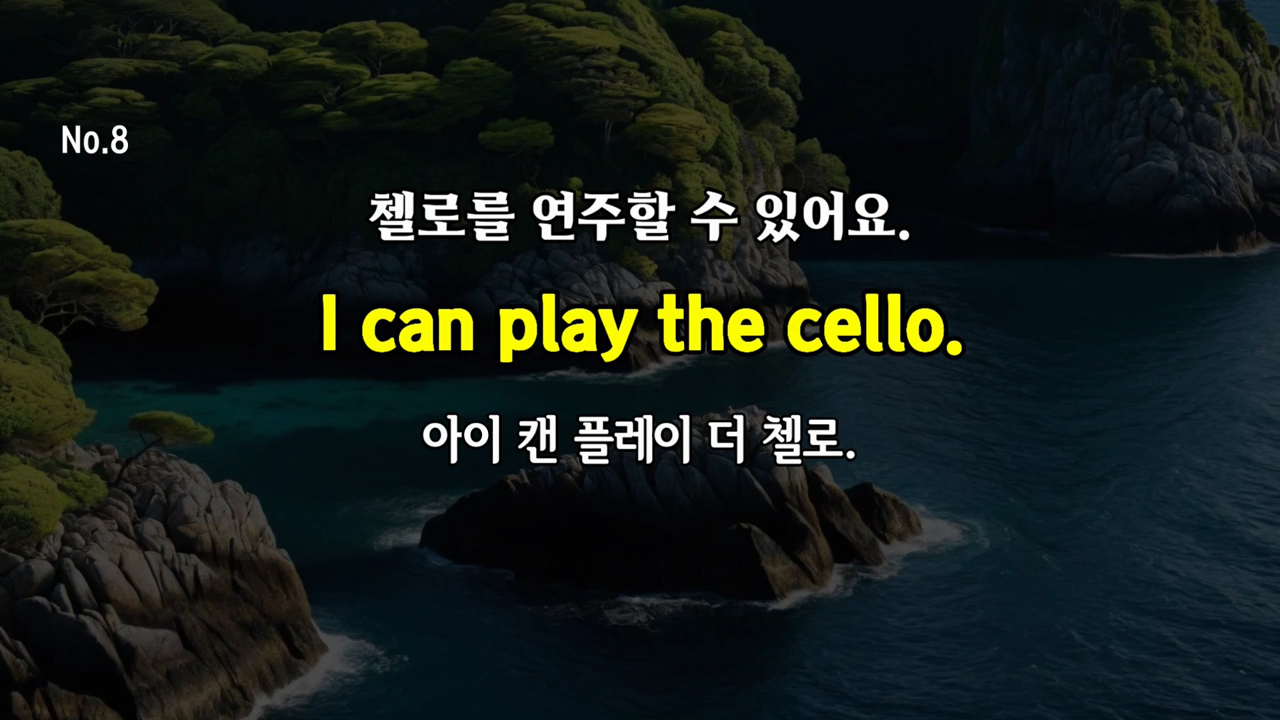 No.8
첼로를 연주할 수 있어요.
I can play the cello.
아이 캔 플레이 더 첼로.